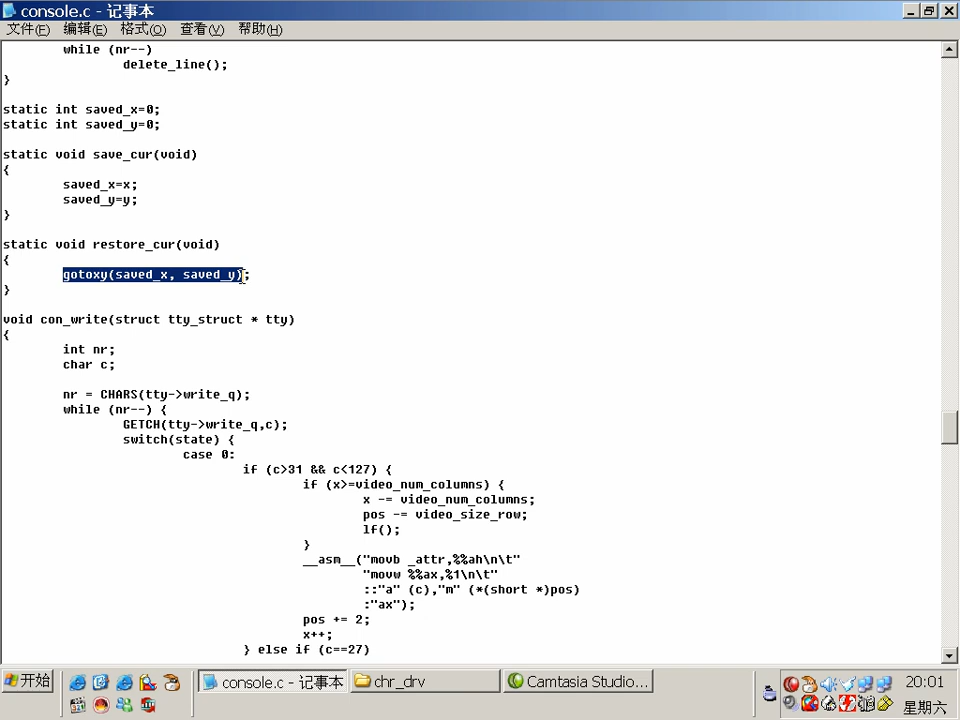 console.c - 记事本
文件(F) 编辑(E) 格式(O) 查看(V) 帮助(H)
while (nr--)
delete_line();
}
static int saved_x=0;
static int saved_y=0;
static void save_cur(void)
{
saved_x=x;
saved_y=y;
}
static void restore_cur(void)
{
gotoxy(saved_x, saved_y);
}
void con_write(struct tty_struct * tty)
{
int nr;
char c;
nr = CHARS(tty->write_q);
while (nr--) {
GETCH(tty->write_q,c);
switch(state) {
case 0:
if (c>31 && c<127) {
if (x>=video_num_columns) {
x -= video_num_columns;
pos -= video_size_row;
lf();
}
__asm__("movb _attr,%%ah\n\t"
"movw %%ax,%1\n\t"
::"a" (c),"m" (*(short *)pos)
:"ax");
pos += 2;
x++;
} else if (c==27)
开始 console.c - 记事本 chr_drv Camtasia Studio... 20:01
星期六